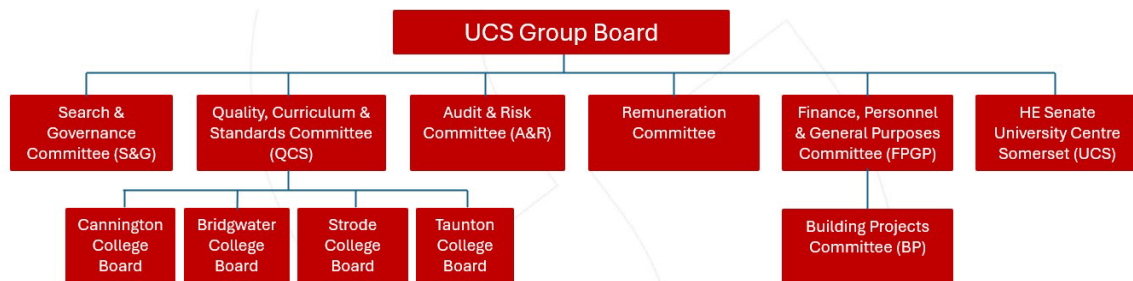 UCS Group Board
Search &
Governance
Committee (S&G)
Quality, Curriculum &
Standards Committee
(QCS)
Audit & Risk
Committee (A&R)
Remuneration
Committee
Finance, Personnel
& General Purposes
Committee (FPGP)
HE Senate
University Centre
Somerset (UCS)
Cannington
College
Board
Bridgwater
College
Board
Strode
College
Board
Taunton
College
Board
Building Projects
Committee (BP)